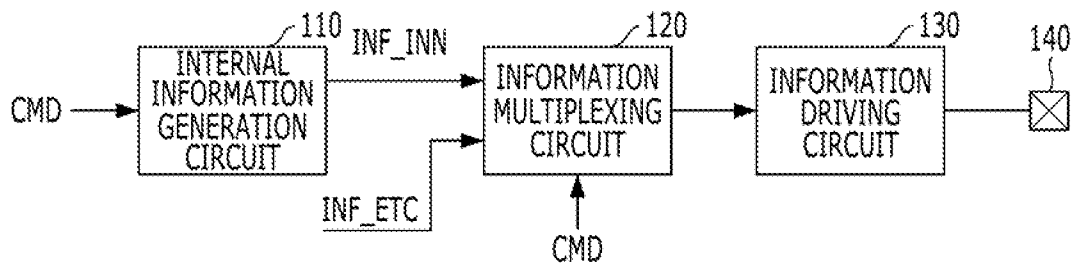 110
120
130
140
INF_INN
CMD
INTERNAL
INFORMATION
GENERATION
CIRCUIT
INFORMATION
MULTIPLEXING
CIRCUIT
INFORMATION
DRIVING
CIRCUIT
INF_ETC
CMD